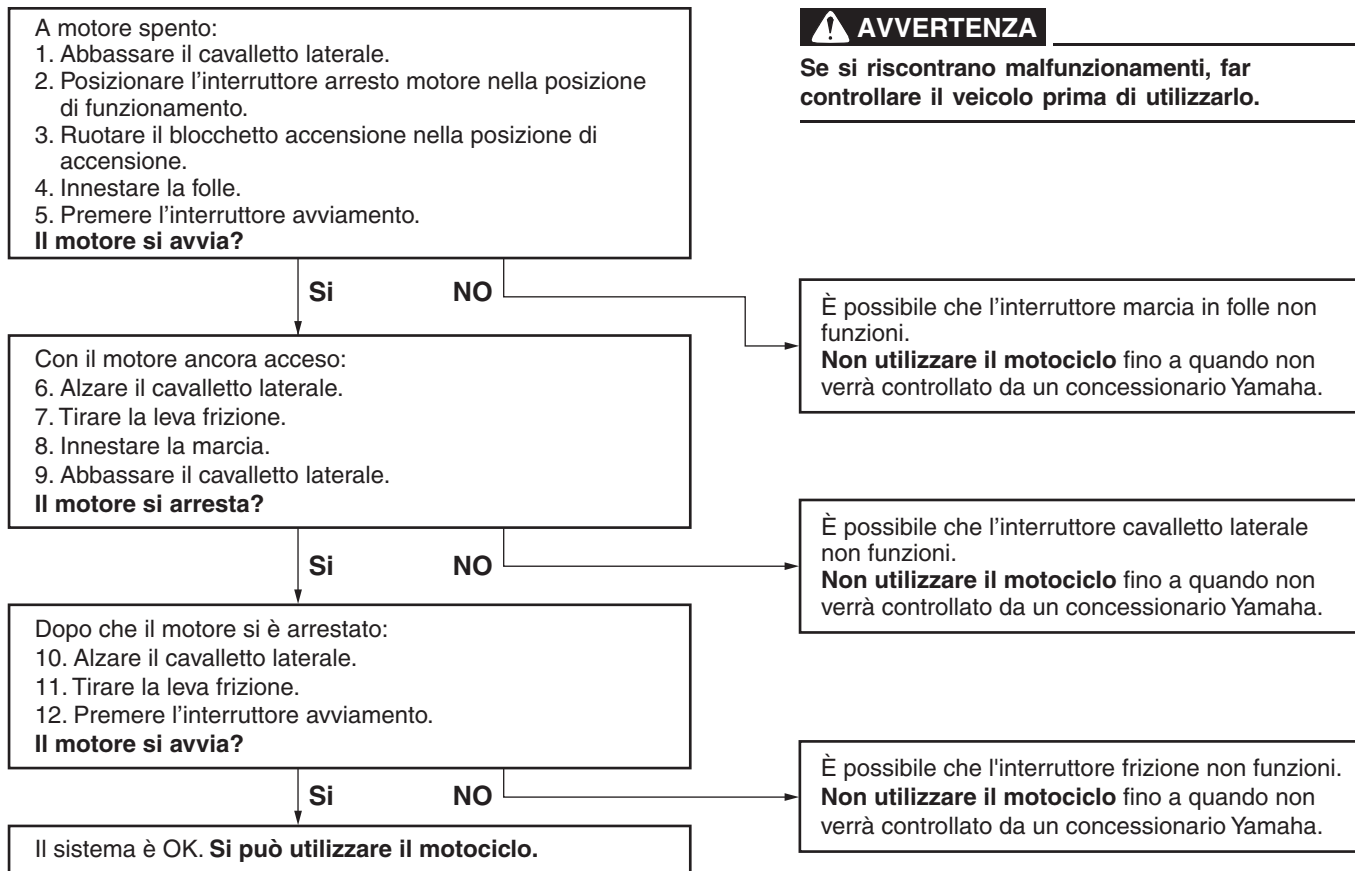 A motore spento:
1. Abbassare il cavalletto laterale.
2. Posizionare l'interruttore arresto motore nella posizione
di funzionamento.
3. Ruotare il blocchetto accensione nella posizione di
accensione.
4. Innestare la folle.
5. Premere l'interruttore avviamento.
Il motore si avvia?
AVVERTENZA
Se si riscontrano malfunzionamenti, far
controllare il veicolo prima di utilizzarlo.
Si NO
È possibile che l'interruttore marcia in folle non
funzioni.
Non utilizzare il motociclo fino a quando non
verrà controllato da un concessionario Yamaha.
Con il motore ancora acceso:
6. Alzare il cavalletto laterale.
7. Tirare la leva frizione.
8. Innestare la marcia.
9. Abbassare il cavalletto laterale.
Il motore si arresta?
Si NO
È possibile che l'interruttore cavalletto laterale
non funzioni.
Non utilizzare il motociclo fino a quando non
verrà controllato da un concessionario Yamaha.
Dopo che il motore si è arrestato:
10. Alzare il cavalletto laterale.
11. Tirare la leva frizione.
12. Premere l'interruttore avviamento.
Il motore si avvia?
Si NO
È possibile che l'interruttore frizione non funzioni.
Non utilizzare il motociclo fino a quando non
verrà controllato da un concessionario Yamaha.
Il sistema è OK. Si può utilizzare il motociclo.